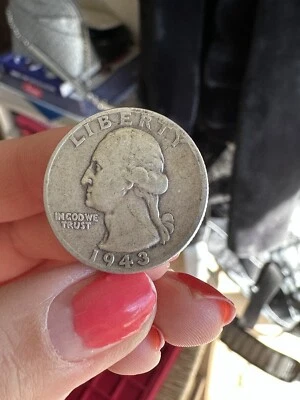 LIBERTY
IN GOD WE
TRUST
1943